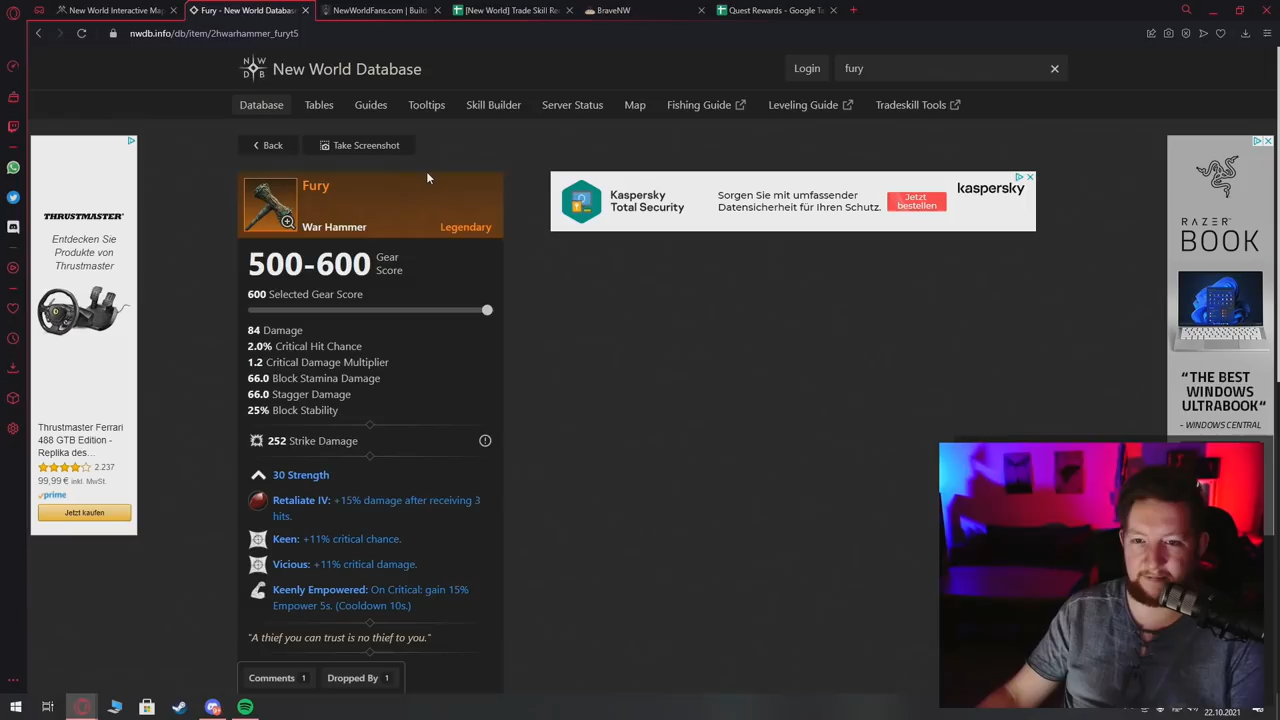 New World Interactive Ma
Fury - New World Databas
NewWorldFans.com | Build
[New] World] Trade Skill Re
BraveNW
Quest Rewards - Google Ta
nwdb.info/db/item/2hwarhammer_furyt5
NW DB New World Database
Login
fury
Database
Tables
Guides
Tooltips
Skill Builder
Server Status
Map
Fishing Guide
Leveling Guide
Tradeskill Tools
Back
Take Screenshot
THRUSTMASTER
Entdecken Sie
Produkte von
Thrustmaster
Thrustmaster Ferrari
488 GTB Edition -
Replika des...
2.237
99,99 € inkl. MwSt.
prime
Jetzt kaufen
Fury
War Hammer Legendary
500-600 Gear Score
600 Selected Gear Score
84 Damage
2.0% Critical Hit Chance
1.2 Critical Damage Multiplier
66.0 Block Stamina Damage
66.0 Stagger Damage
25% Block Stability
252 Strike Damage
30 Strength
Retaliate IV: +15% damage after receiving 3
hits.
Keen: +11% critical chance.
Vicious: +11% critical damage.
Keenly Empowered: On Critical: gain 15%
Empower 5s. (Cooldown 10s.)
"A thief you can trust is no thief to you."
Comments 1
Dropped By 1
Kaspersky
Total Security
Sorgen Sie mit umfassender
Datensicherheit für Ihren Schutz.
Jetzt
bestellen
kaspersky
RAZER
BOOK
"THE BEST
WINDOWS
ULTRABOOK"
- WINDOWS CENTRAL
22.10.2021